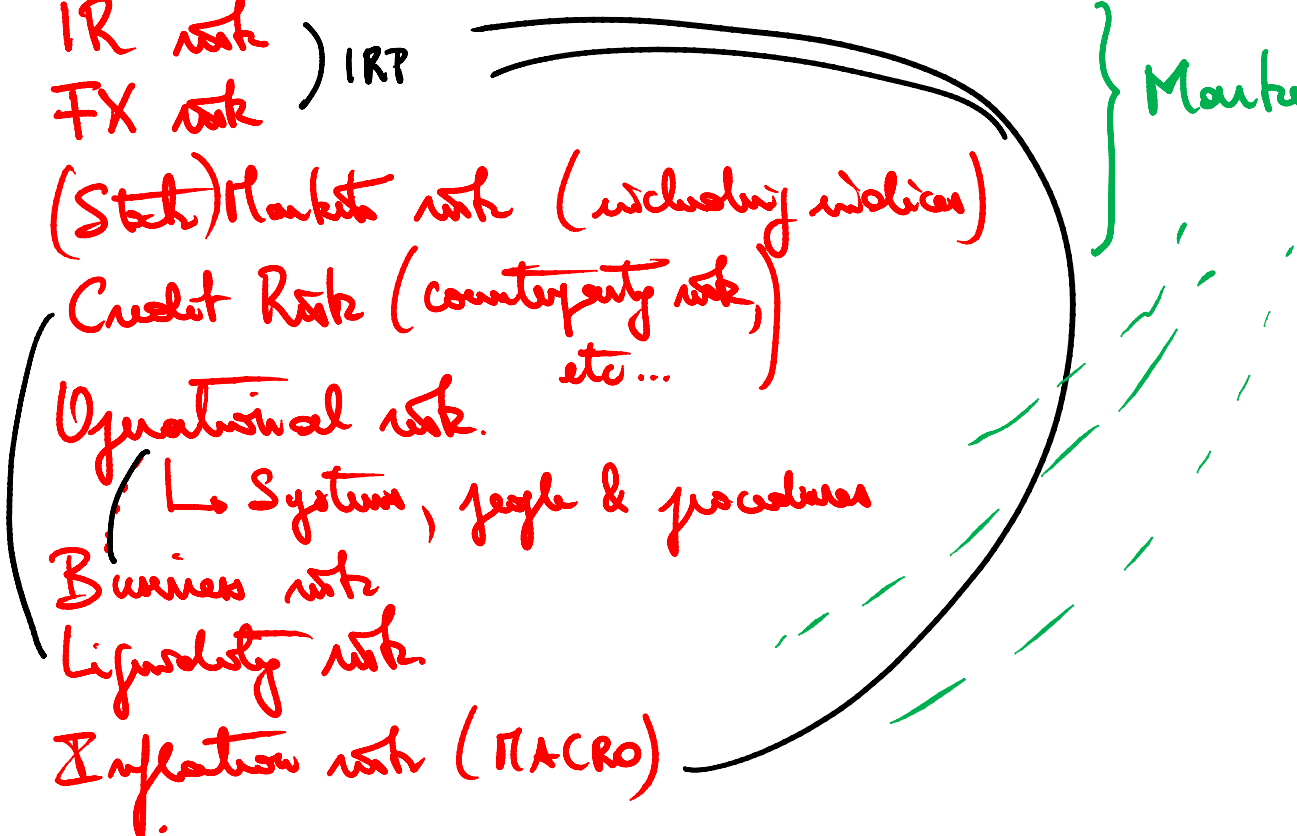 IR risk
FX risk
IRP
(Stock) Markets risk (including indices)
Credit Risk (counterparty risk,
etc...)
Operational risk.
↳ Systems, people & procedures
Business risk
Liquidity risk
Inflation risk (MACRO)